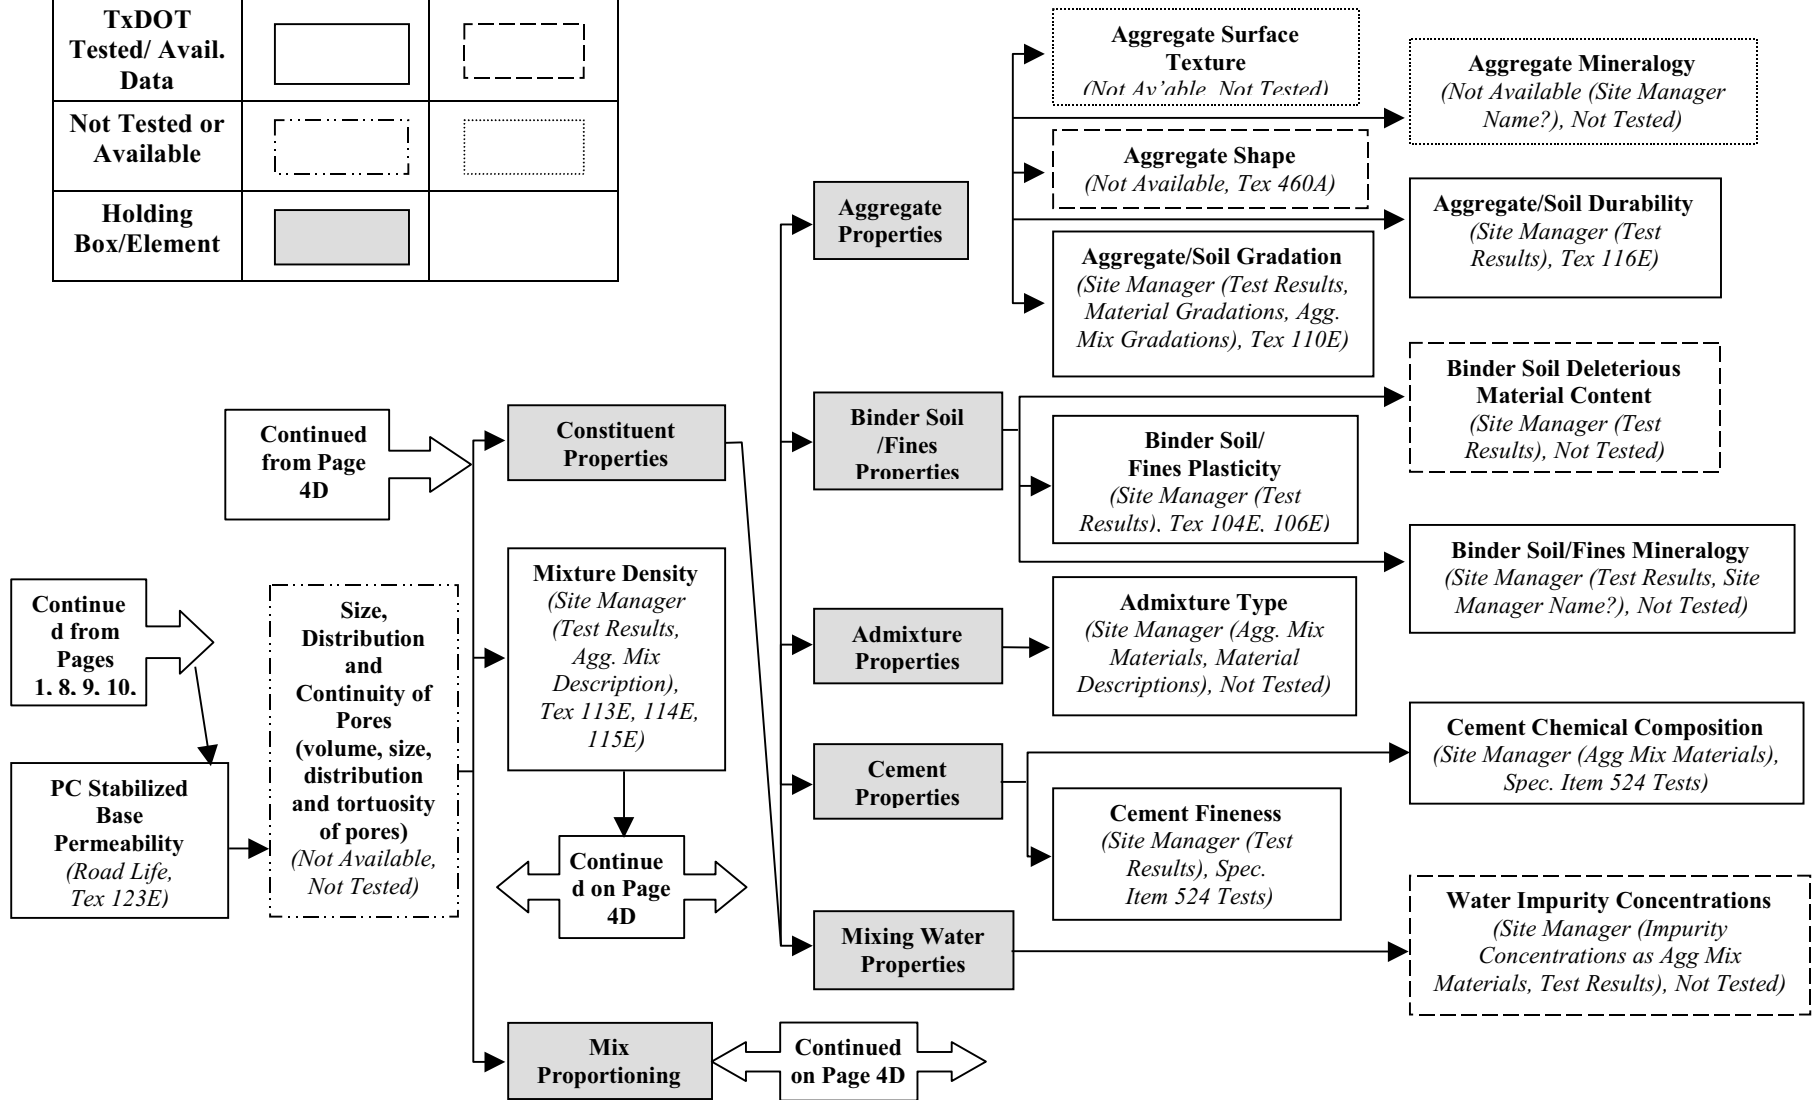 TxDOT
Tested/ Avail.
Data
Not Tested or
Available
Holding
Box/Element
Aggregate Surface
Texture
(Not Av'able, Not Tested)
Aggregate Mineralogy
(Not Available (Site Manager
Name?), Not Tested)
Aggregate Shape
(Not Available, Tex 460A)
Aggregate
Properties
Aggregate/Soil Durability
(Site Manager (Test
Results), Tex 116E)
Aggregate/Soil Gradation
(Site Manager (Test Results,
Material Gradations, Agg.
Mix Gradations), Tex 110E)
Binder Soil Deleterious
Material Content
(Site Manager (Test
Results), Not Tested)
Continued
from Page
4D
Constituent
Properties
Binder Soil
/Fines
Properties
Binder Soil/
Fines Plasticity
(Site Manager (Test
Results), Tex 104E, 106E)
Binder Soil/Fines Mineralogy
(Site Manager (Test Results, Site
Manager Name?), Not Tested)
Continue
d from
Pages
1, 8, 9, 10,
Size,
Distribution
and
Continuity of
Pores
(volume, size,
distribution
and tortuosity
of pores)
(Not Available,
Not Tested)
Mixture Density
(Site Manager
(Test Results,
Agg. Mix
Description),
Tex 113E, 114E,
115E)
Admixture
Properties
Admixture Type
(Site Manager (Agg. Mix
Materials, Material
Descriptions), Not Tested)
PC Stabilized
Base
Permeability
(Road Life,
Tex 123E)
Cement
Properties
Cement Chemical Composition
(Site Manager (Agg Mix Materials),
Spec. Item 524 Tests)
Cement Fineness
(Site Manager (Test
Results), Spec.
Item 524 Tests)
Continue
d on Page
4D
Mixing Water
Properties
Water Impurity Concentrations
(Site Manager (Impurity
Concentrations as Agg Mix
Materials, Test Results), Not Tested)
Mix
Proportioning
Continued
on Page 4D